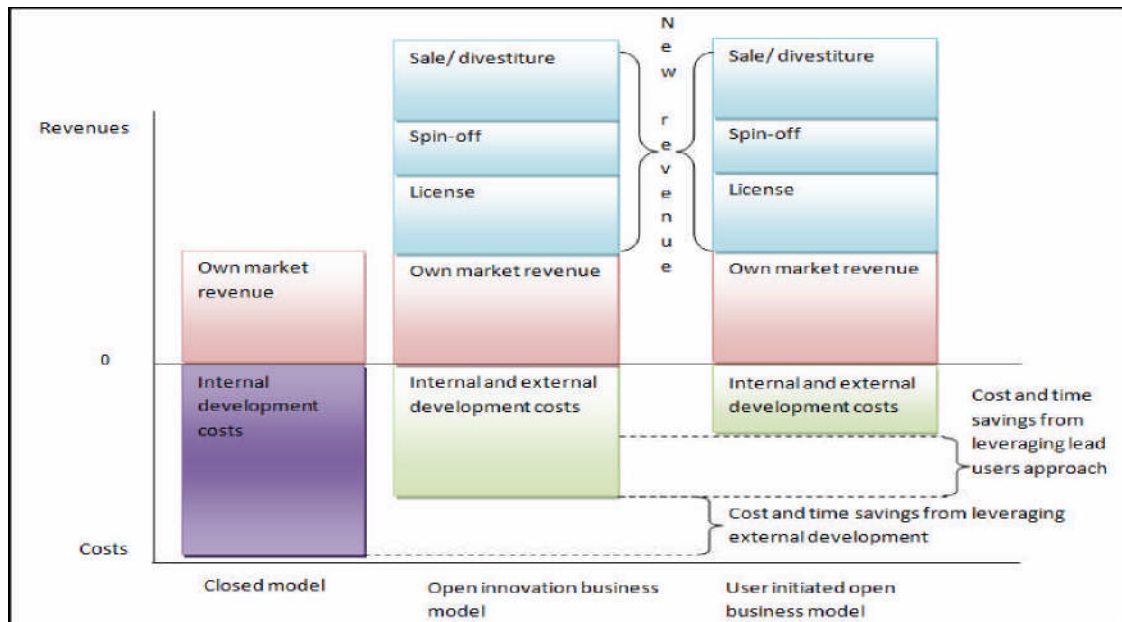 New revenue
Sale/ divestiture
Sale/ divestiture
Revenues
Spin-off
Spin-off
License
License
Own market
revenue
Own market revenue
Own market revenue
0
Internal
development
costs
Internal and external
development costs
Internal and external
development costs
Cost and time
savings from
leveraging lead
users approach
Cost and time savings from leveraging
external development
Costs
Closed model
Open innovation business
model
User initiated open
business model